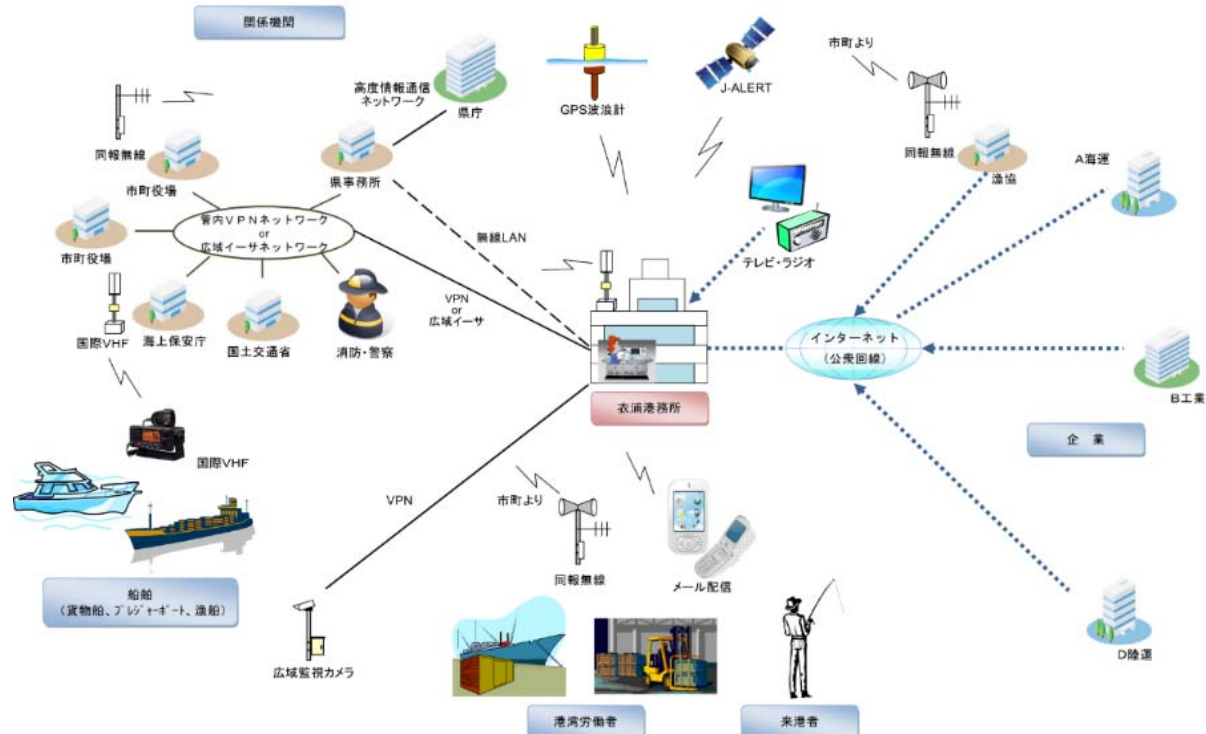 関係機関
高度情報通信
ネットワーク
県庁
同報無線
市町役場
県事務所
市町役場
管内VPNネットワーク
or
広域イーサネットワーク
国際VHF
海上保安庁
国土交通省
消防・警察
無線LAN
VPN
or
広域イーサ
GPS波浪計
J-ALERT
テレビ・ラジオ
市町より
同報無線
漁協
A海運
インターネット
(公衆回線)
B工業
企 業
D陸運
衣浦港務所
国際VHF
船舶
(貨物船、プレジャーボート、漁船)
VPN
広域監視カメラ
市町より
同報無線
メール配信
港湾労働者
来港者